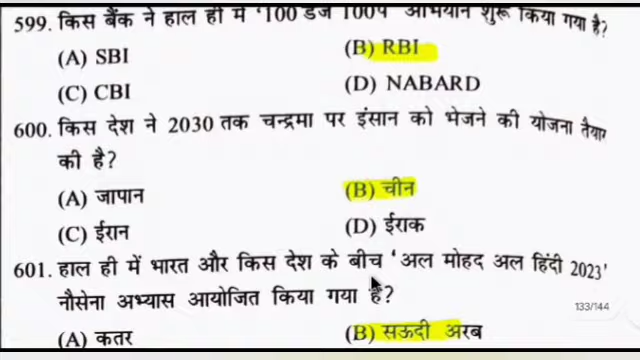 599. किस बैंक ने हाल ही में '100 डेज 100पे' अभियान शुरू किया गया है?
(A) SBI (B) RBI
(C) CBI (D) NABARD
600. किस देश ने 2030 तक चन्द्रमा पर इंसान को भेजने की योजना तैयार
की है?
(A) जापान (B) चीन
(C) ईरान (D) ईराक
601. हाल ही में भारत और किस देश के बीच 'अल मोहद अल हिंदी 2023'
नौसेना अभ्यास आयोजित किया गया है?
133/144
(A) कतर (B) सऊदी अरब